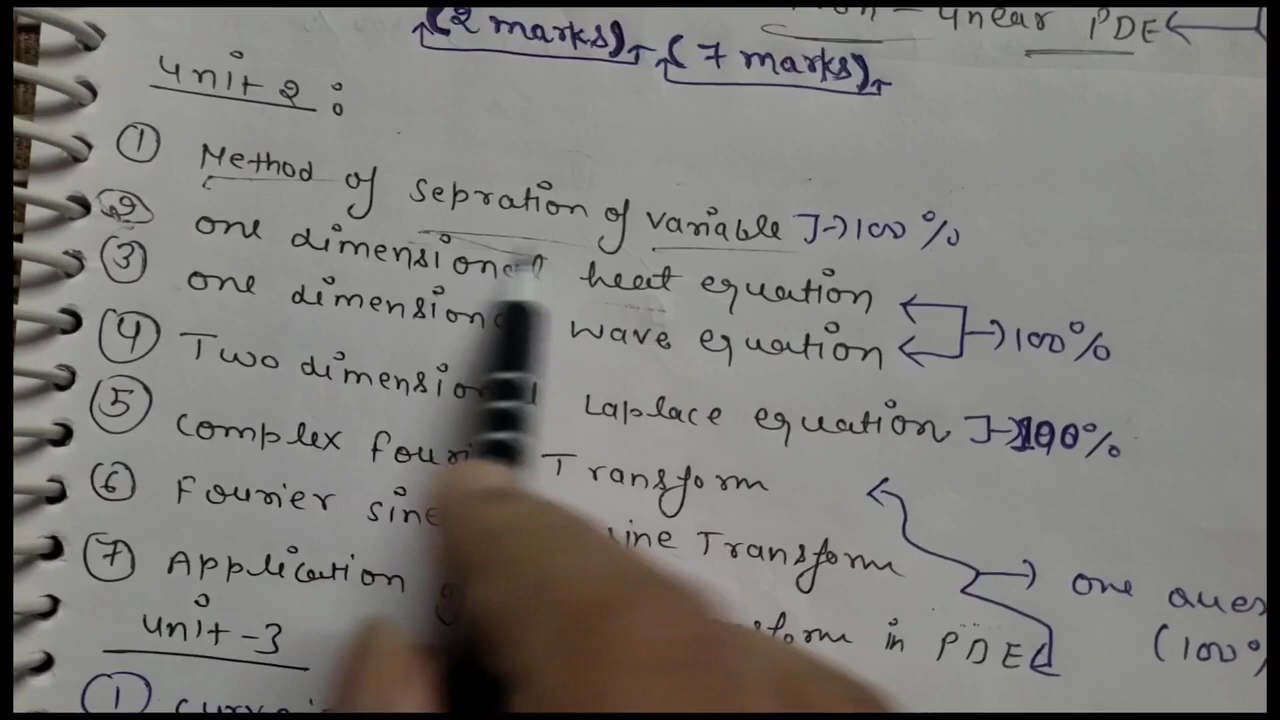 linear PDE
(2 marks) (7 marks)
Unit 2 :
① Method of sepration of variable ]→100%
② one dimensional heat equation
③ one dimensional wave equation →100%
④ Two dimensional Laplace equation ]→100%
⑤ complex fourier Transform
⑥ Fourier sine Transform
⑦ Application in PDE
→ one
(100%
Unit-3
①